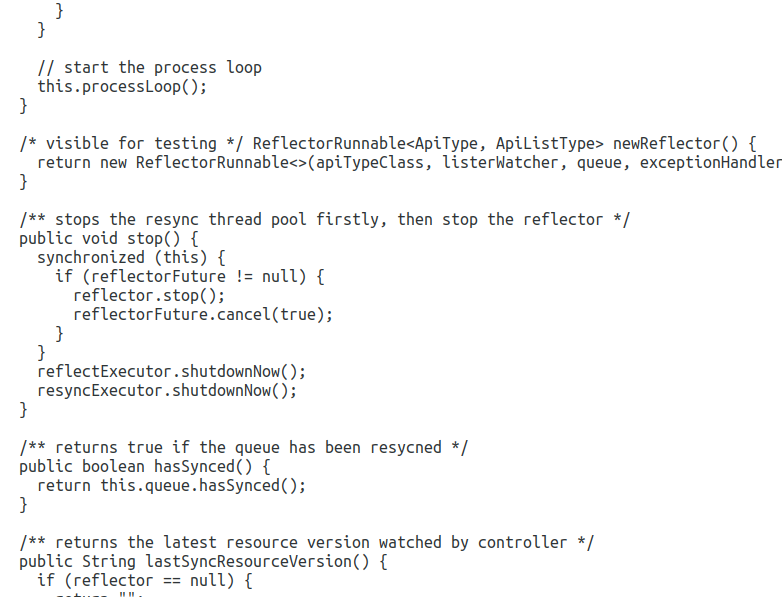 }
}
// start the process loop
this.processLoop();
}
/* visible for testing */ ReflectorRunnable<ApiType, ApiListType> newReflector() {
return new ReflectorRunnable<>(apiTypeClass, listerWatcher, queue, exceptionHandler
}
/** stops the resync thread pool firstly, then stop the reflector */
public void stop() {
synchronized (this) {
if (reflectorFuture != null) {
reflector.stop();
reflectorFuture.cancel(true);
}
}
reflectExecutor.shutdownNow();
resyncExecutor.shutdownNow();
}
/** returns true if the queue has been resycned */
public boolean hasSynced() {
return this.queue.hasSynced();
}
/** returns the latest resource version watched by controller */
public String lastSyncResourceVersion() {
if (reflector == null) {
return "";